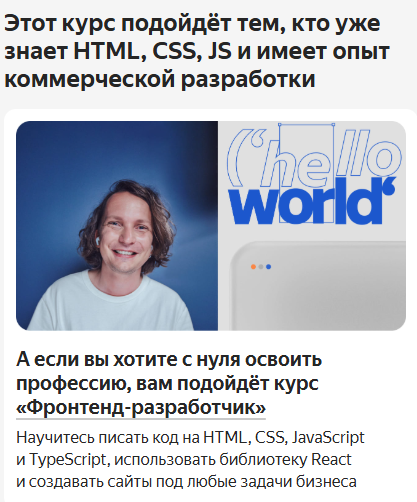 Этот курс подойдёт тем, кто уже
знает HTML, CSS, JS и имеет опыт
коммерческой разработки
(‘hello
world‘
А если вы хотите с нуля освоить
профессию, вам подойдёт курс
«Фронтенд-разработчик»
Научитесь писать код на HTML, CSS, JavaScript
и TypeScript, использовать библиотеку React
и создавать сайты под любые задачи бизнеса